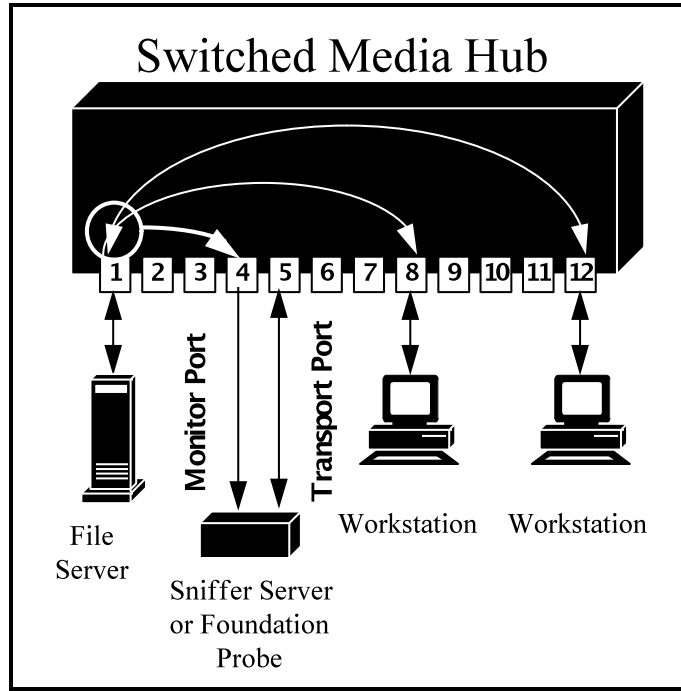 Switched Media Hub
1 2 3 4 5 6 7 8 9 10 11 12
Monitor Port
Transport Port
File
Server
Sniffer Server
or Foundation
Probe
Workstation
Workstation